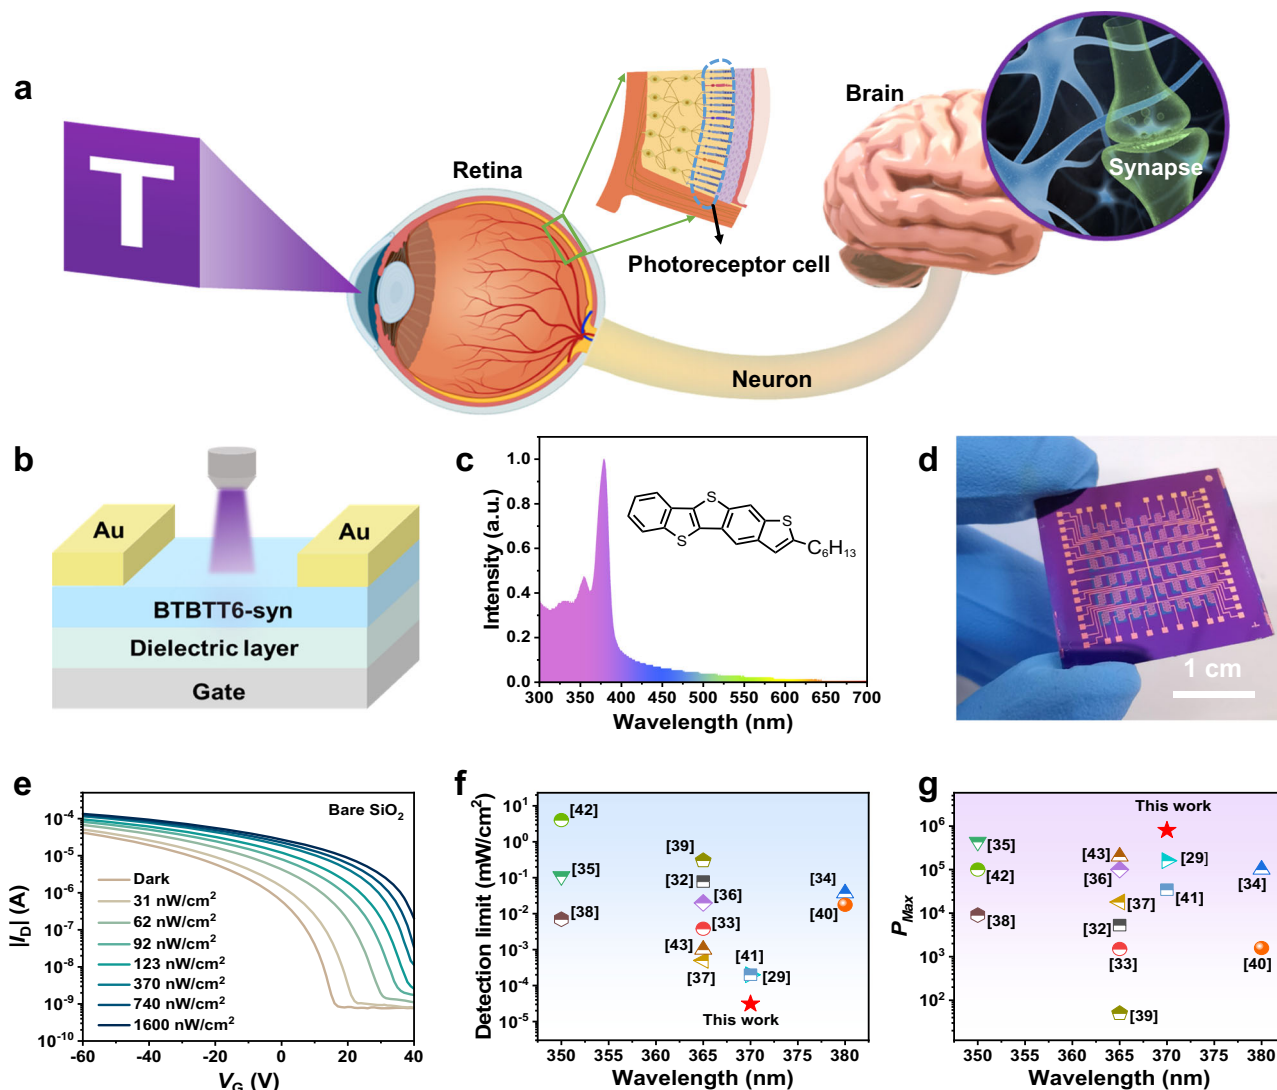 a
T
Retina
Photoreceptor cell
Brain
Synapse
Neuron
b
Au
Au
BTBTT6-syn
Dielectric layer
Gate
c
Intensity (a.u.)
1.0
0.8
0.6
0.4
0.2
0.0
300 350 400 450 500 550 600 650 700
Wavelength (nm)
S
S
S
C₆H₁₃
d
1 cm
e
Bare SiO₂
|I_D| (A)
10⁻⁴
10⁻⁵
10⁻⁶
10⁻⁷
10⁻⁸
10⁻⁹
10⁻¹⁰
Dark
31 nW/cm²
62 nW/cm²
92 nW/cm²
123 nW/cm²
370 nW/cm²
740 nW/cm²
1600 nW/cm²
-60 -40 -20 0 20 40
V_G (V)
f
Detection limit (mW/cm²)
10¹
10⁰
10⁻¹
10⁻²
10⁻³
10⁻⁴
10⁻⁵
[42]
[35]
[38]
[39]
[32]
[36]
[33]
[43]
[37]
[41]
[29]
[34]
[40]
This work
350 355 360 365 370 375 380
Wavelength (nm)
g
P_Max
10⁶
10⁵
10⁴
10³
10²
This work
[35]
[42]
[38]
[43]
[36]
[37]
[32]
[33]
[39]
[29]
[41]
[34]
[40]
350 355 360 365 370 375 380
Wavelength (nm)